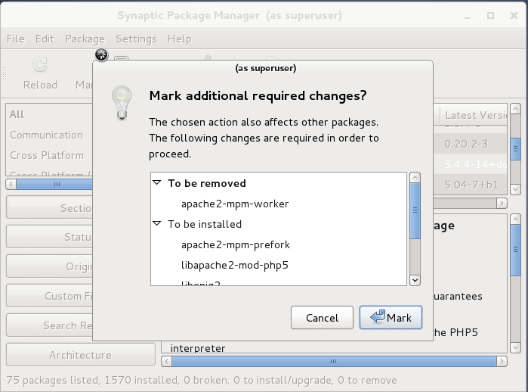 Synaptic Package Manager (as superuser)
File Edit Package Settings Help
Reload
(as superuser)
Mark additional required changes?
The chosen action also affects other packages.
The following changes are required in order to
proceed.
To be removed
apache2-mpm-worker
To be installed
apache2-mpm-prefork
libapache2-mod-php5
Cancel
Mark
All
Communication
Cross Platform
Latest Versi
0.20.2-3
5.4.4-14+de
5.04-7+b1
Sectio
Statu
Origi
Custom Fi
Search Re
Architecture
age
uarantees
he PHP5
interpreter
75 packages listed, 1570 installed, 0 broken. 0 to install/upgrade, 0 to remove